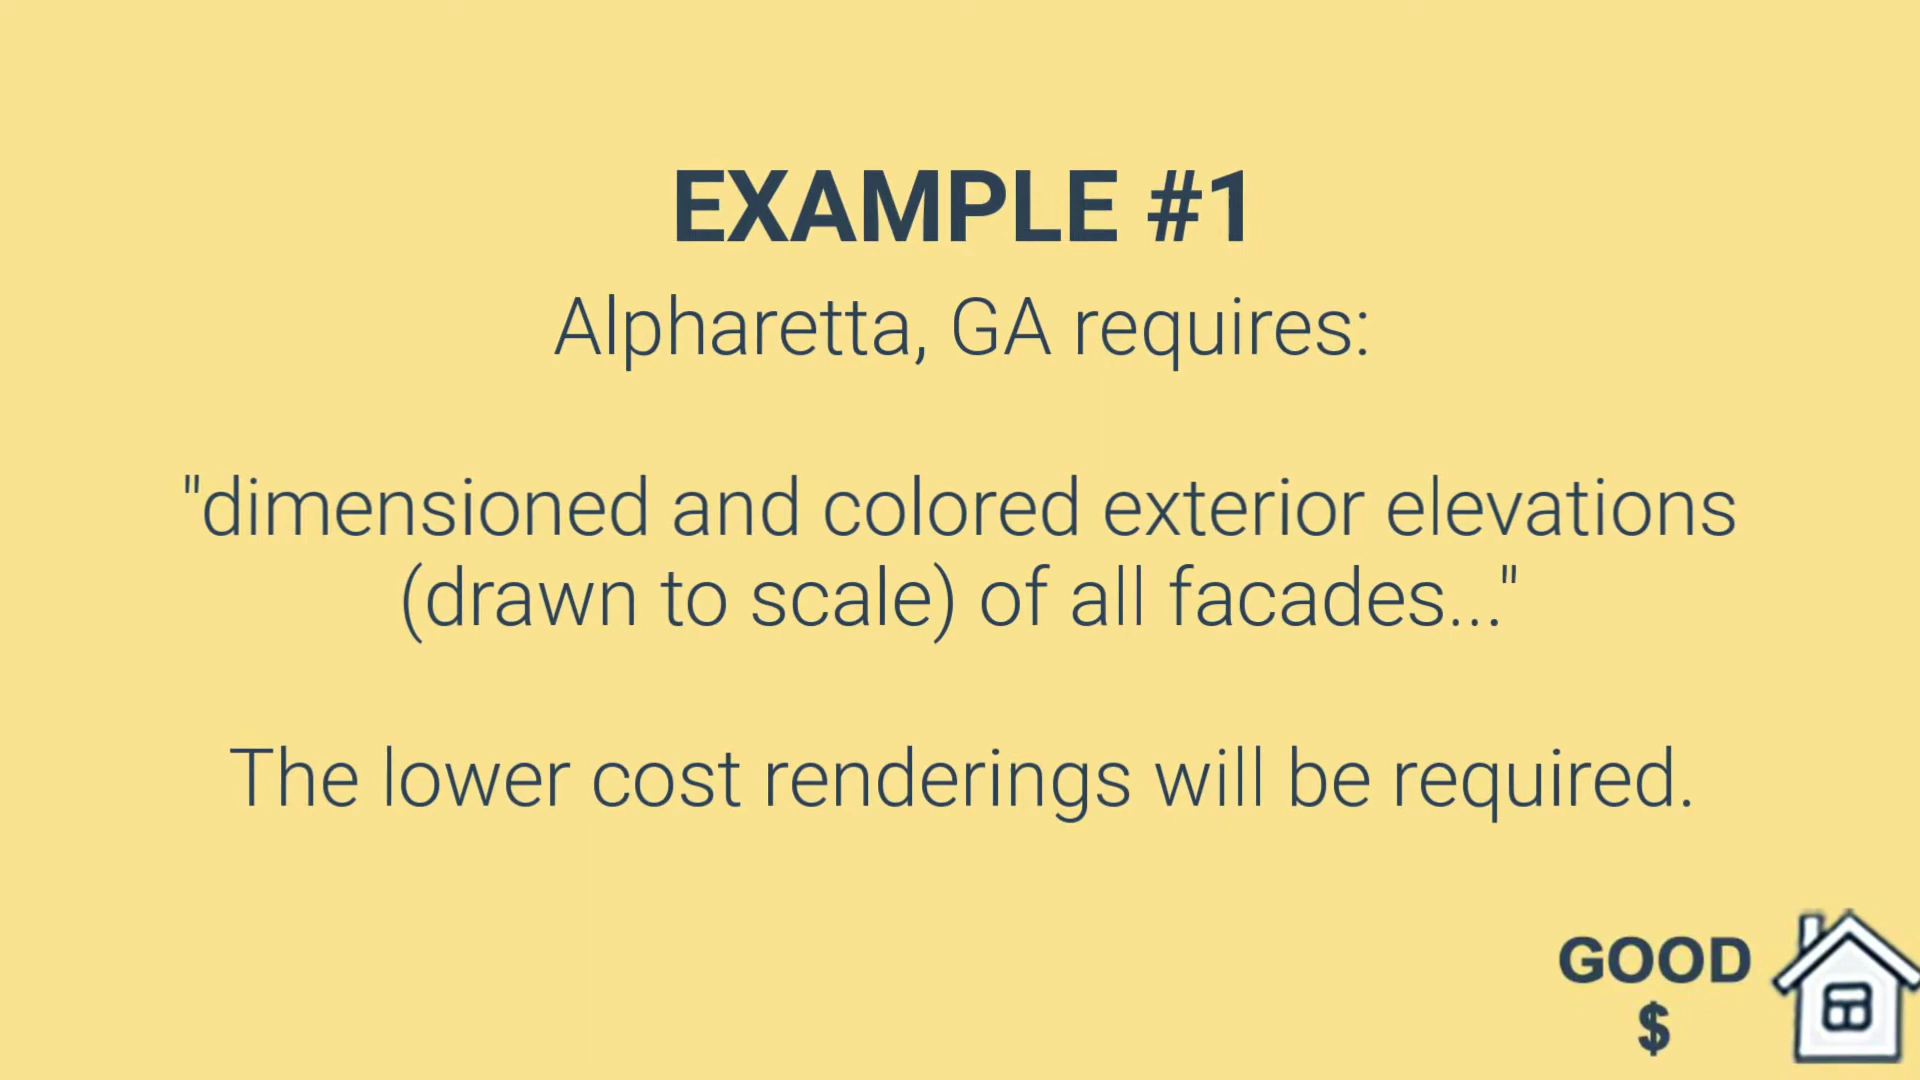 EXAMPLE #1
Alpharetta, GA requires:
"dimensioned and colored exterior elevations
(drawn to scale) of all facades..."
The lower cost renderings will be required.
GOOD
$